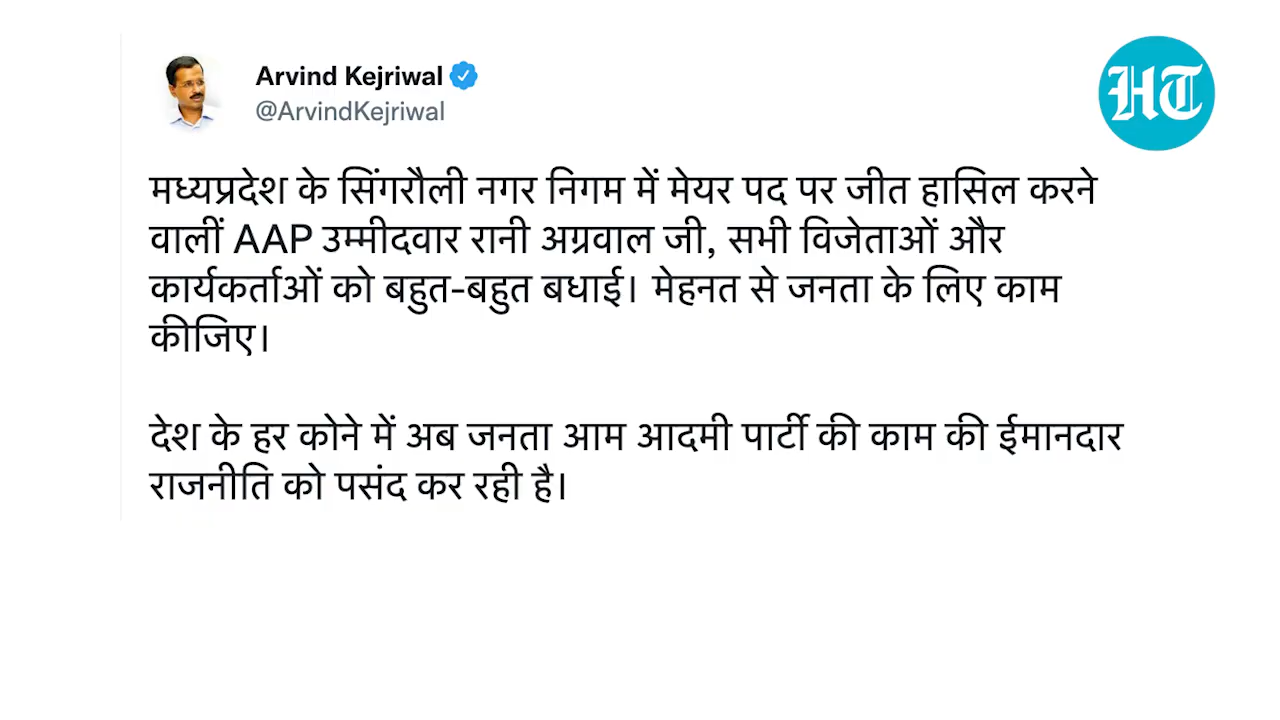 Arvind Kejriwal
@ArvindKejriwal
HT
मध्यप्रदेश के सिंगरौली नगर निगम में मेयर पद पर जीत हासिल करने
वालीं AAP उम्मीदवार रानी अग्रवाल जी, सभी विजेताओं और
कार्यकर्ताओं को बहुत-बहुत बधाई। मेहनत से जनता के लिए काम
कीजिए।
देश के हर कोने में अब जनता आम आदमी पार्टी की काम की ईमानदार
राजनीति को पसंद कर रही है।